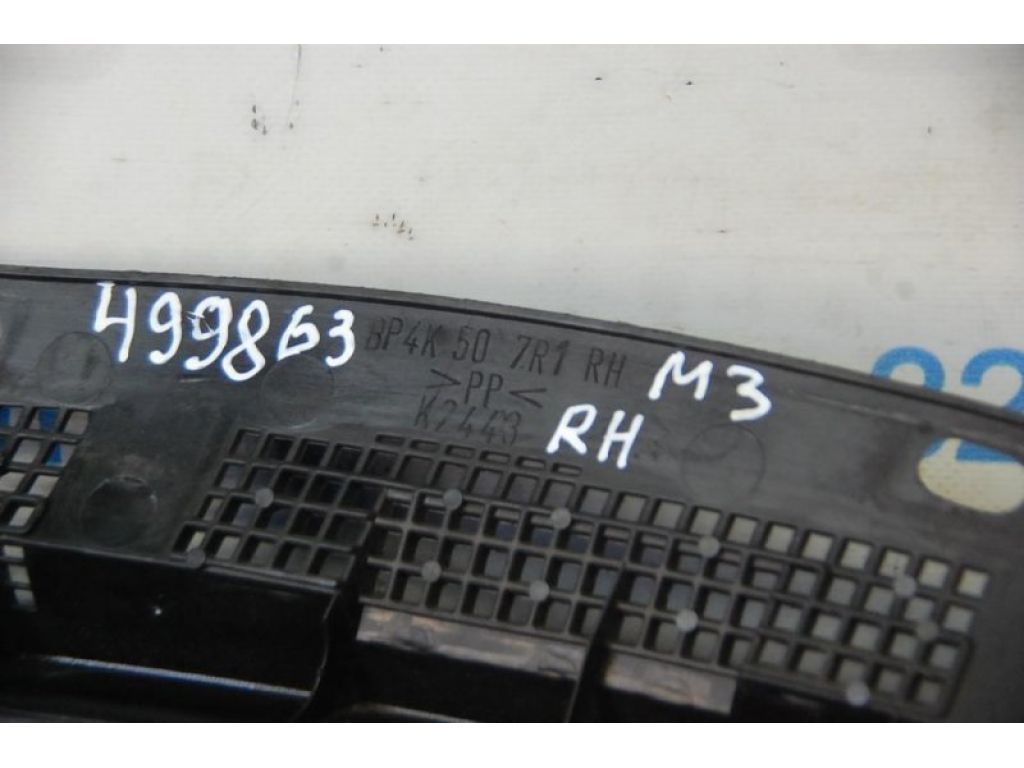 499863
BP4K 50 7R1 RH
>PP<
K2443
M3
RH